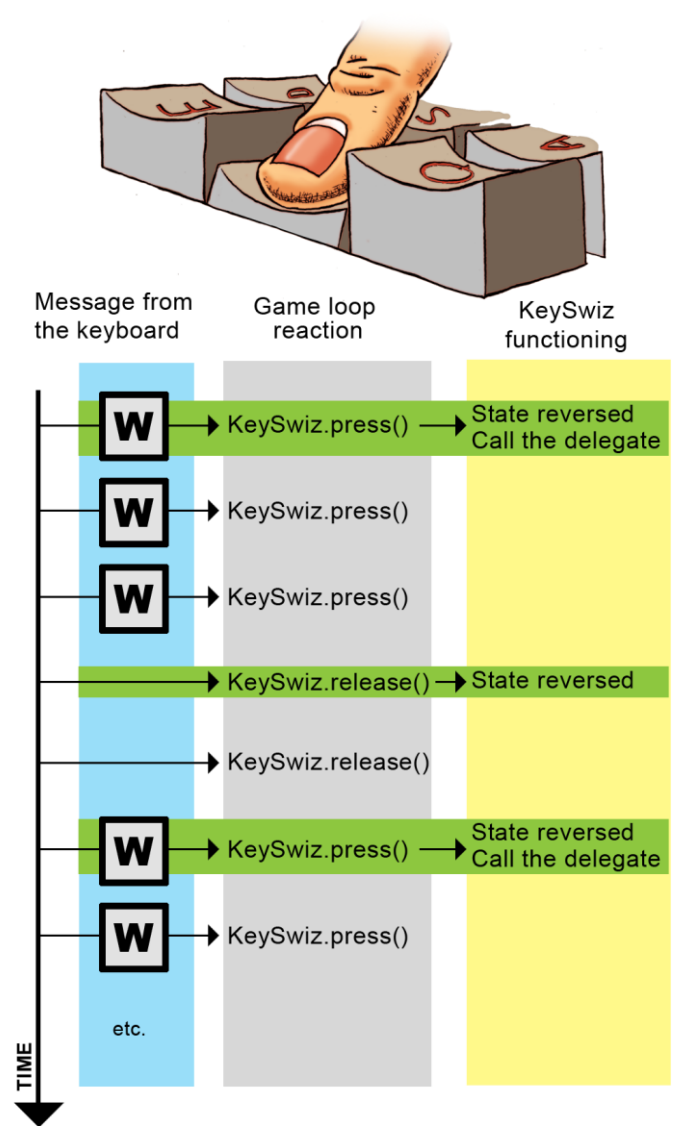 E
D
S
A
Q
Message from
the keyboard
Game loop
reaction
KeySwiz
functioning
W
KeySwiz.press()
State reversed
Call the delegate
W
KeySwiz.press()
W
KeySwiz.press()
KeySwiz.release()
State reversed
KeySwiz.release()
W
KeySwiz.press()
State reversed
Call the delegate
W
KeySwiz.press()
etc.
TIME